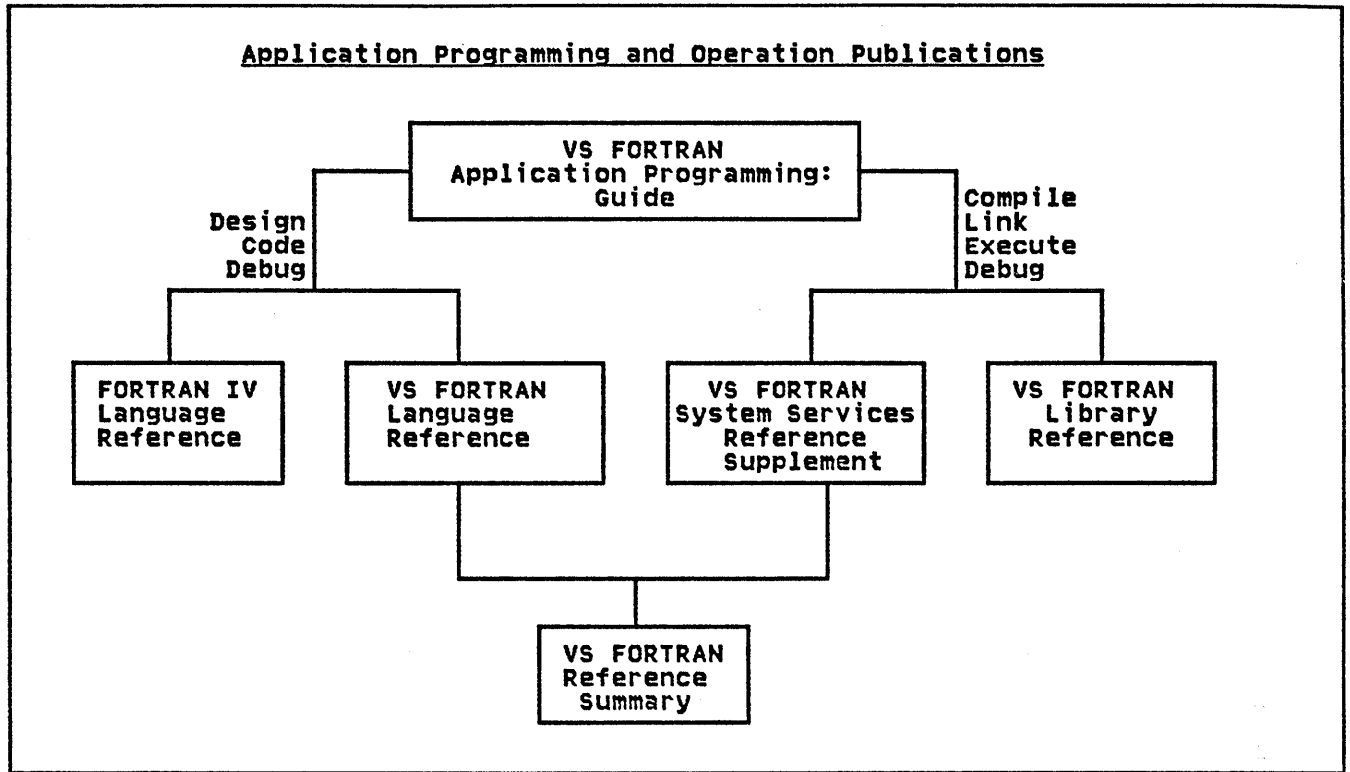 Application Programming and Operation Publications
VS FORTRAN
Application Programming:
Guide
Design
Code
Debug
Compile
Link
Execute
Debug
FORTRAN IV
Language
Reference
VS FORTRAN
Language
Reference
VS FORTRAN
System Services
Reference
Supplement
VS FORTRAN
Library
Reference
VS FORTRAN
Reference
Summary